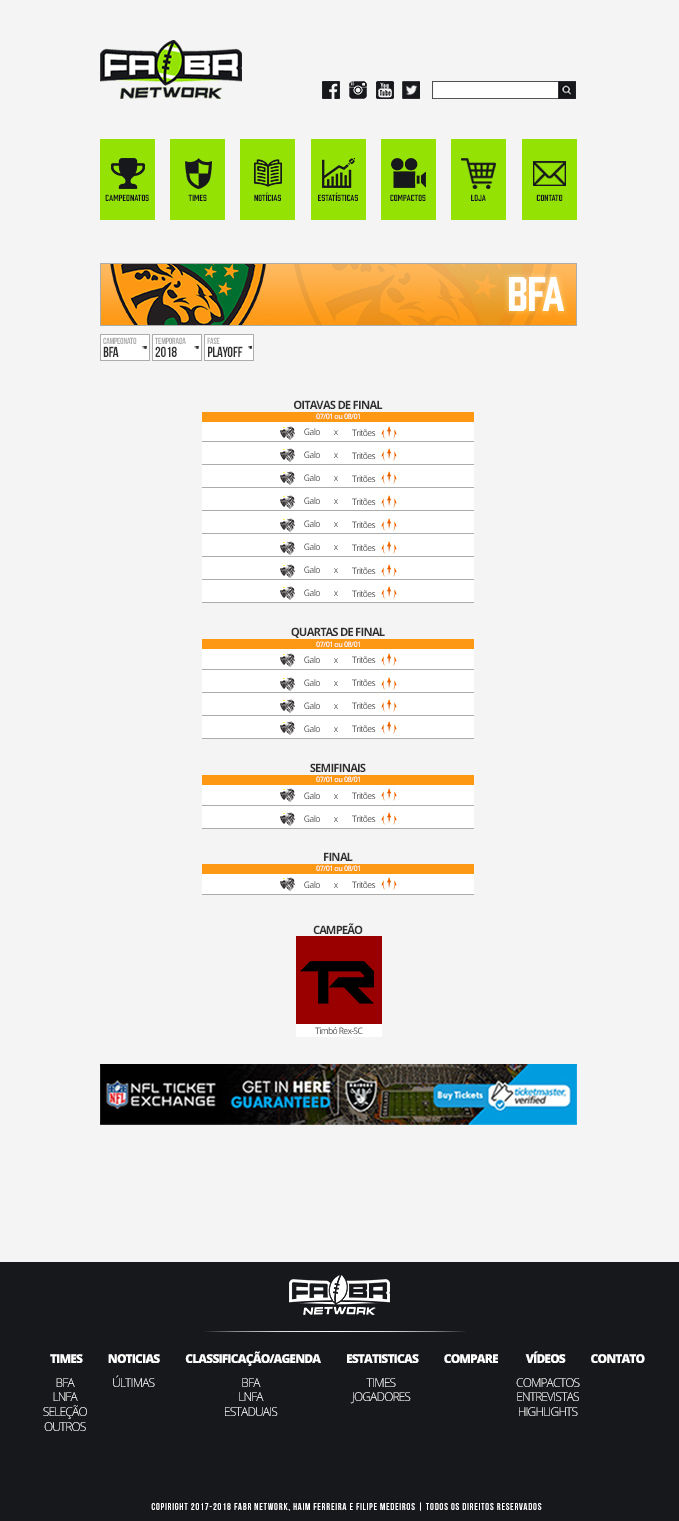 FABR
NETWORK
You
Tube
CAMPEONATOS
TIMES
NOTÍCIAS
ESTATÍSTICAS
COMPACTOS
LOJA
CONTATO
BFA
CAMPEONATO
BFA
TEMPORADA
2018
FASE
PLAYOFF
OITAVAS DE FINAL
07/01 ou 08/01
Galo x Tritões
Galo x Tritões
Galo x Tritões
Galo x Tritões
Galo x Tritões
Galo x Tritões
Galo x Tritões
Galo x Tritões
QUARTAS DE FINAL
07/01 ou 08/01
Galo x Tritões
Galo x Tritões
Galo x Tritões
Galo x Tritões
SEMIFINAIS
07/01 ou 08/01
Galo x Tritões
Galo x Tritões
FINAL
07/01 ou 08/01
Galo x Tritões
CAMPEÃO
TR
Timbó Rex-SC
NFL
NFL TICKET
EXCHANGE
GET IN HERE
GUARANTEED
RAIDERS
Buy Tickets
ticketmaster
verified
FABR
NETWORK
TIMES NOTICIAS CLASSIFICAÇÃO/AGENDA ESTATISTICAS COMPARE VÍDEOS CONTATO
BFA ÚLTIMAS BFA TIMES COMPACTOS
LNFA LNFA JOGADORES ENTREVISTAS
SELEÇÃO ESTADUAIS HIGHLIGHTS
OUTROS
COPIRIGHT 2017-2018 FABR NETWORK, HAIM FERREIRA E FILIPE MEDEIROS | TODOS OS DIREITOS RESERVADOS